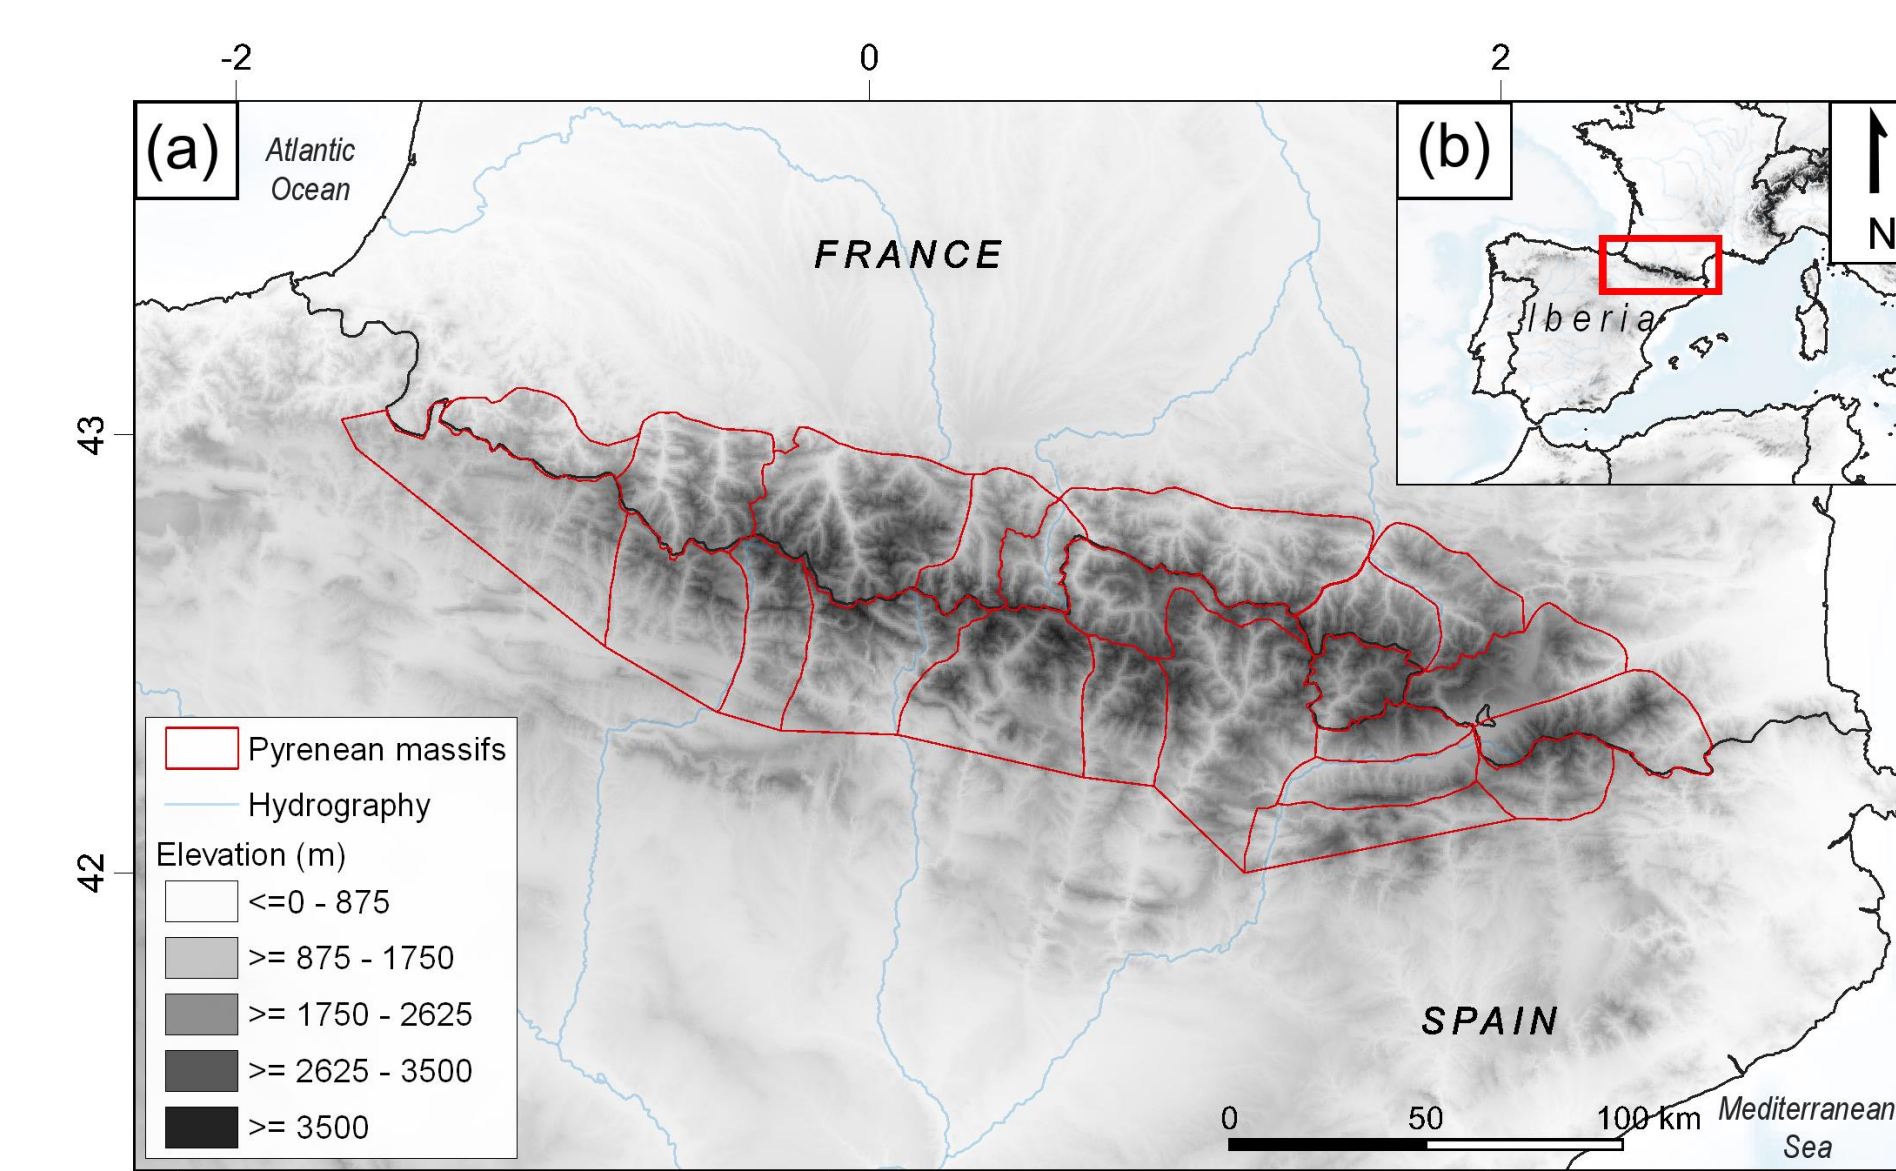 -2 0 2
(a)
Atlantic
Ocean
(b)
N
FRANCE
Iberia
43
42
Pyrenean massifs
Hydrography
Elevation (m)
<=0 - 875
>= 875 - 1750
>= 1750 - 2625
>= 2625 - 3500
>= 3500
SPAIN
0 50 100 km
Mediterranean
Sea